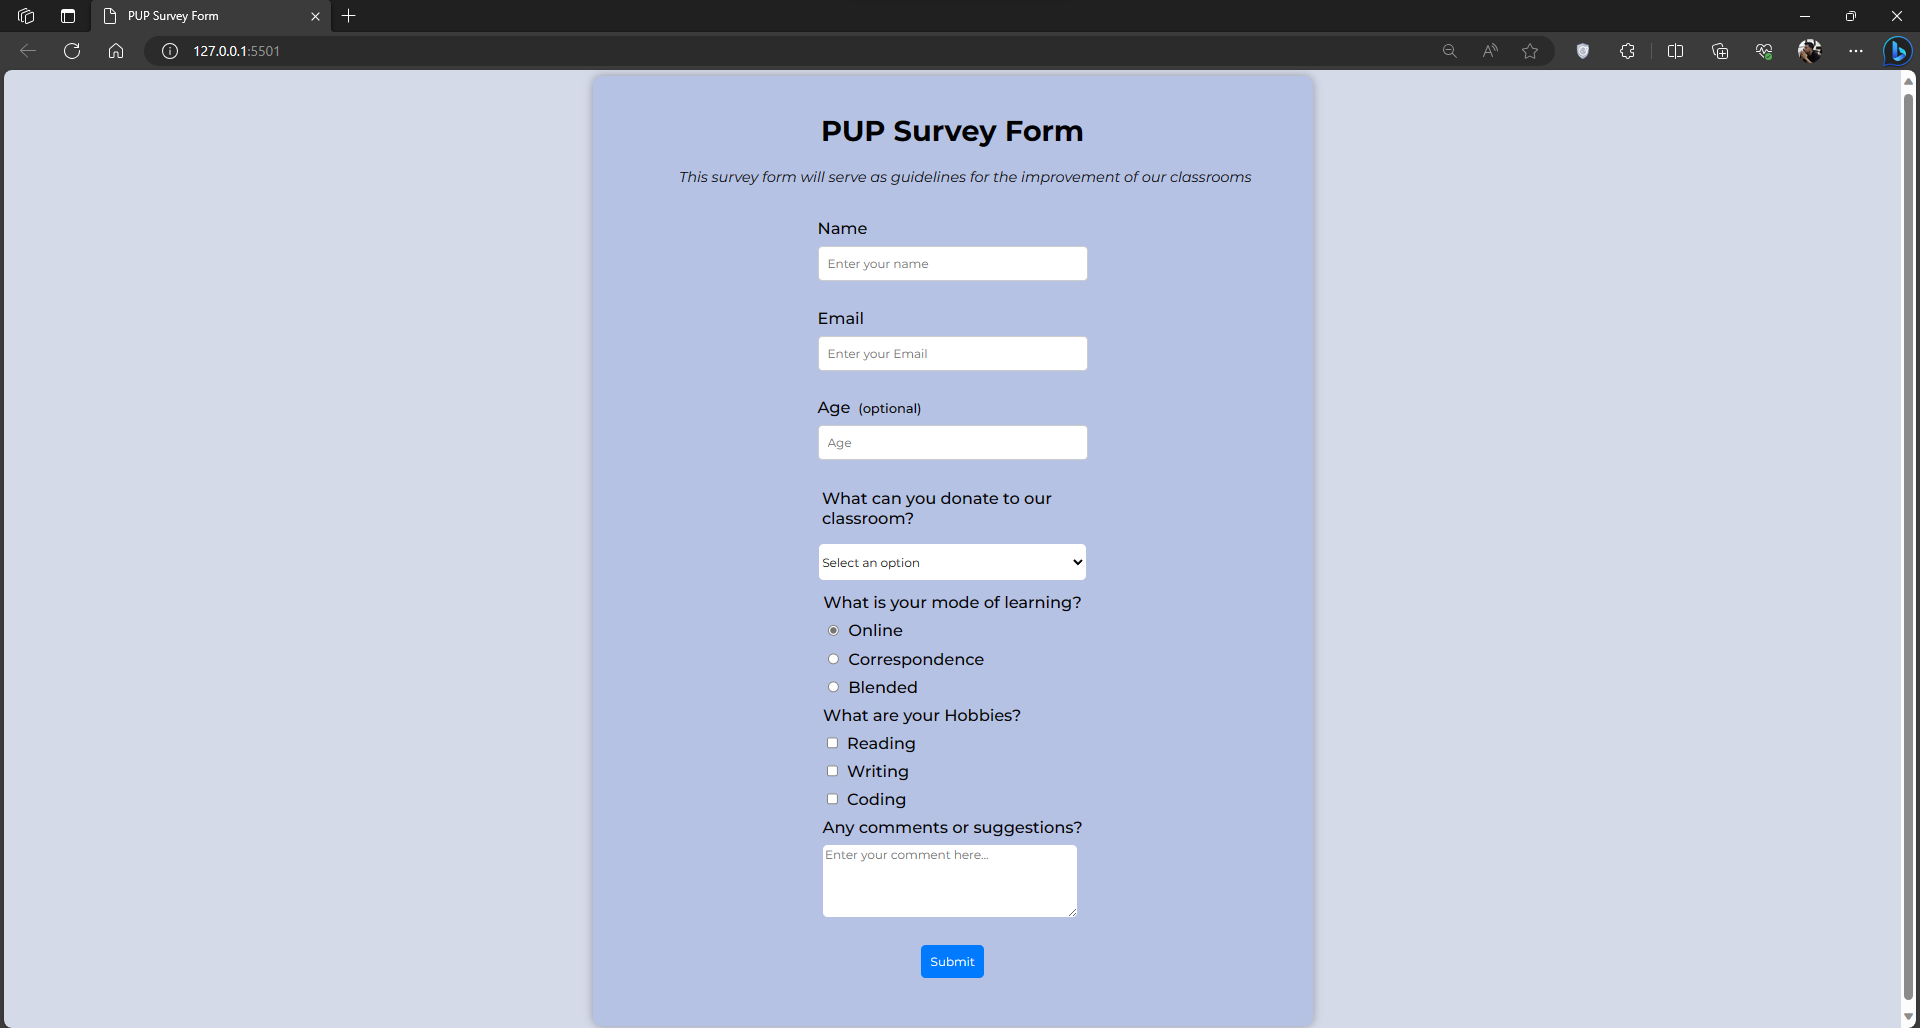 PUP Survey Form
127.0.0.1:5501
PUP Survey Form
This survey form will serve as guidelines for the improvement of our classrooms
Name
Enter your name
Email
Enter your Email
Age (optional)
Age
What can you donate to our
classroom?
Select an option
What is your mode of learning?
Online
Correspondence
Blended
What are your Hobbies?
Reading
Writing
Coding
Any comments or suggestions?
Enter your comment here...
Submit